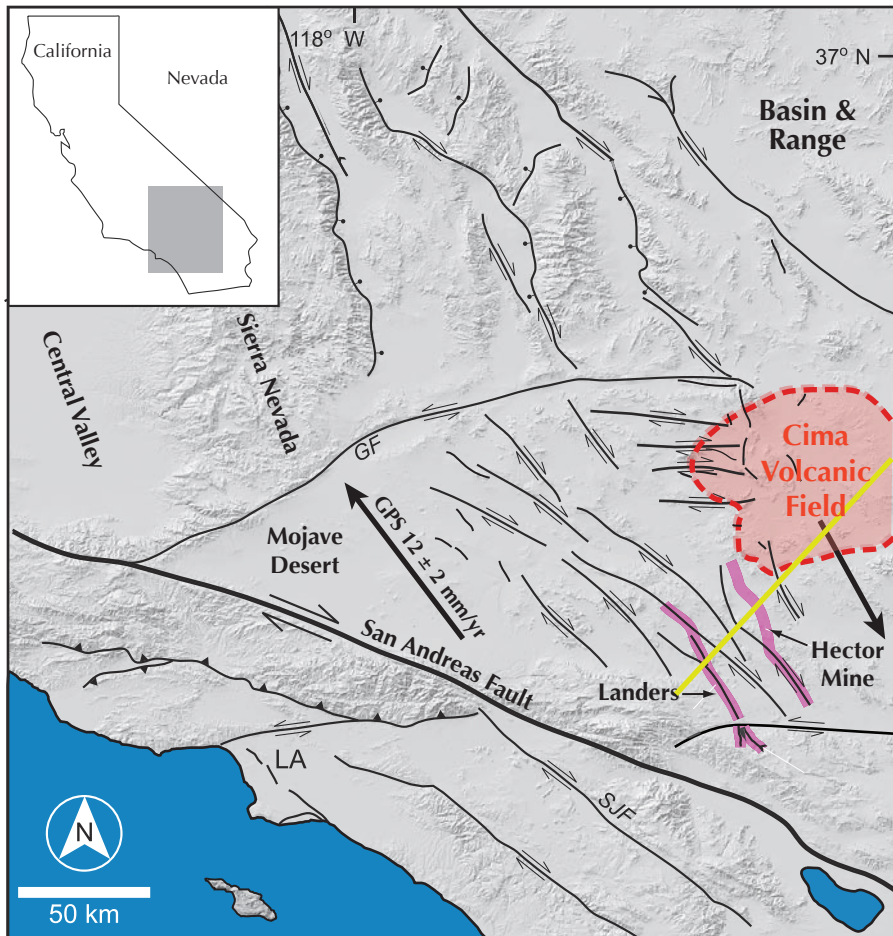 California
Nevada
118° W
37° N
Basin &
Range
Sierra Nevada
Central Valley
GF
Cima
Volcanic
Field
Mojave
Desert
GPS 12 ± 2 mm/yr
San Andreas Fault
Landers
Hector
Mine
LA
SJF
N
50 km